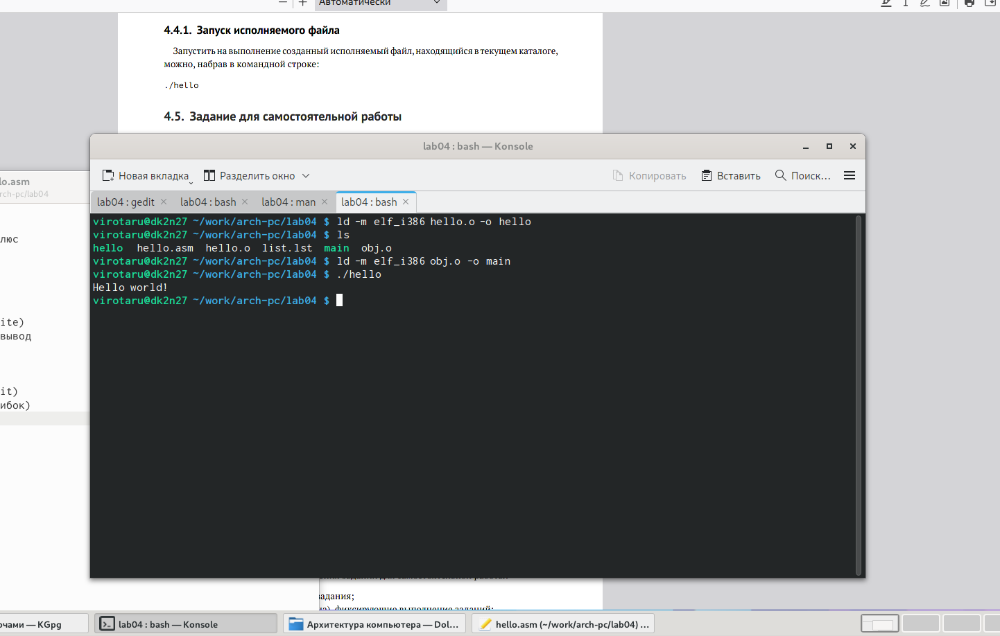 Автоматически
4.4.1. Запуск исполняемого файла
Запустить на выполнение созданный исполняемый файл, находящийся в текущем каталоге,
можно, набрав в командной строке:
./hello
4.5. Задание для самостоятельной работы
lab04 : bash — Konsole
Новая вкладка Разделить окно Копировать Вставить Поиск...
lab04 : gedit lab04 : bash lab04 : man lab04 : bash
lo.asm
rch-pc/lab04
люс
ite)
вывод
it)
ибок)
virotaru@dk2n27 ~/work/arch-pc/lab04 $ ld -m elf_i386 hello.o -o hello
virotaru@dk2n27 ~/work/arch-pc/lab04 $ ls
hello hello.asm hello.o list.lst main obj.o
virotaru@dk2n27 ~/work/arch-pc/lab04 $ ld -m elf_i386 obj.o -o main
virotaru@dk2n27 ~/work/arch-pc/lab04 $ ./hello
Hello world!
virotaru@dk2n27 ~/work/arch-pc/lab04 $
задания;
фиксирующие выполнение заданий;
очами — KGpg lab04 : bash — Konsole Архитектура компьютера — Dol... hello.asm (~/work/arch-pc/lab04) ...